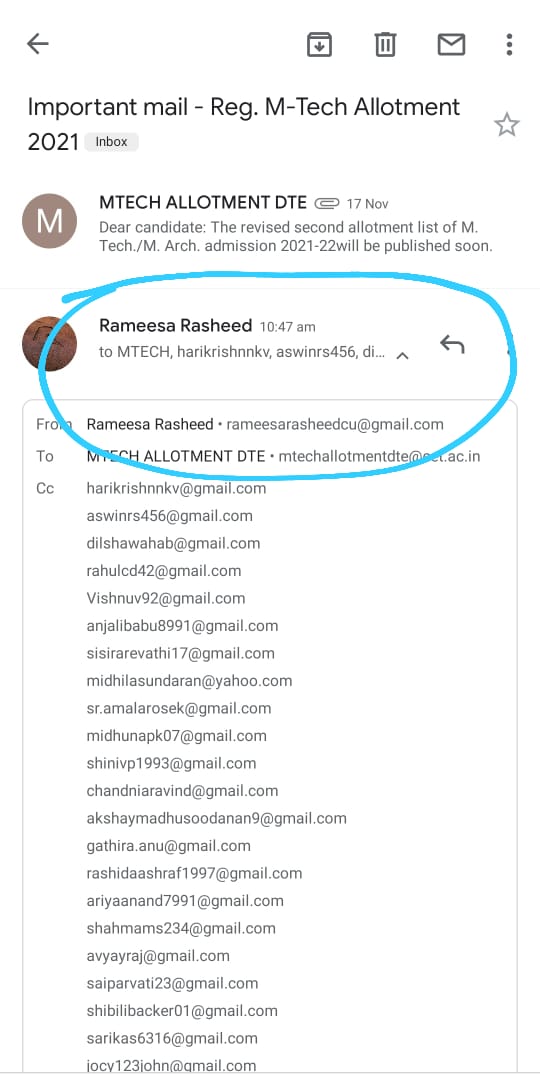 Important mail - Reg. M-Tech Allotment
2021 Inbox
M
MTECH ALLOTMENT DTE 17 Nov
Dear candidate: The revised second allotment list of M.
Tech./M. Arch. admission 2021-22will be published soon.
Rameesa Rasheed 10:47 am
to MTECH, harikrishnnkv, aswinrs456, di...
From Rameesa Rasheed • rameesarasheedcu@gmail.com
To MTECH ALLOTMENT DTE • mtechallotmentdte@cet.ac.in
Cc harikrishnnkv@gmail.com
aswinrs456@gmail.com
dilshawahab@gmail.com
rahulcd42@gmail.com
Vishnuv92@gmail.com
anjalibabu8991@gmail.com
sisirarevathi17@gmail.com
midhilasundaran@yahoo.com
sr.amalarosek@gmail.com
midhunapk07@gmail.com
shinivp1993@gmail.com
chandniaravind@gmail.com
akshaymadhusoodanan9@gmail.com
gathira.anu@gmail.com
rashidaashraf1997@gmail.com
ariyaanand7991@gmail.com
shahmams234@gmail.com
avyayraj@gmail.com
saiparvati23@gmail.com
shibilibacker01@gmail.com
sarikas6316@gmail.com
jocy123john@gmail.com